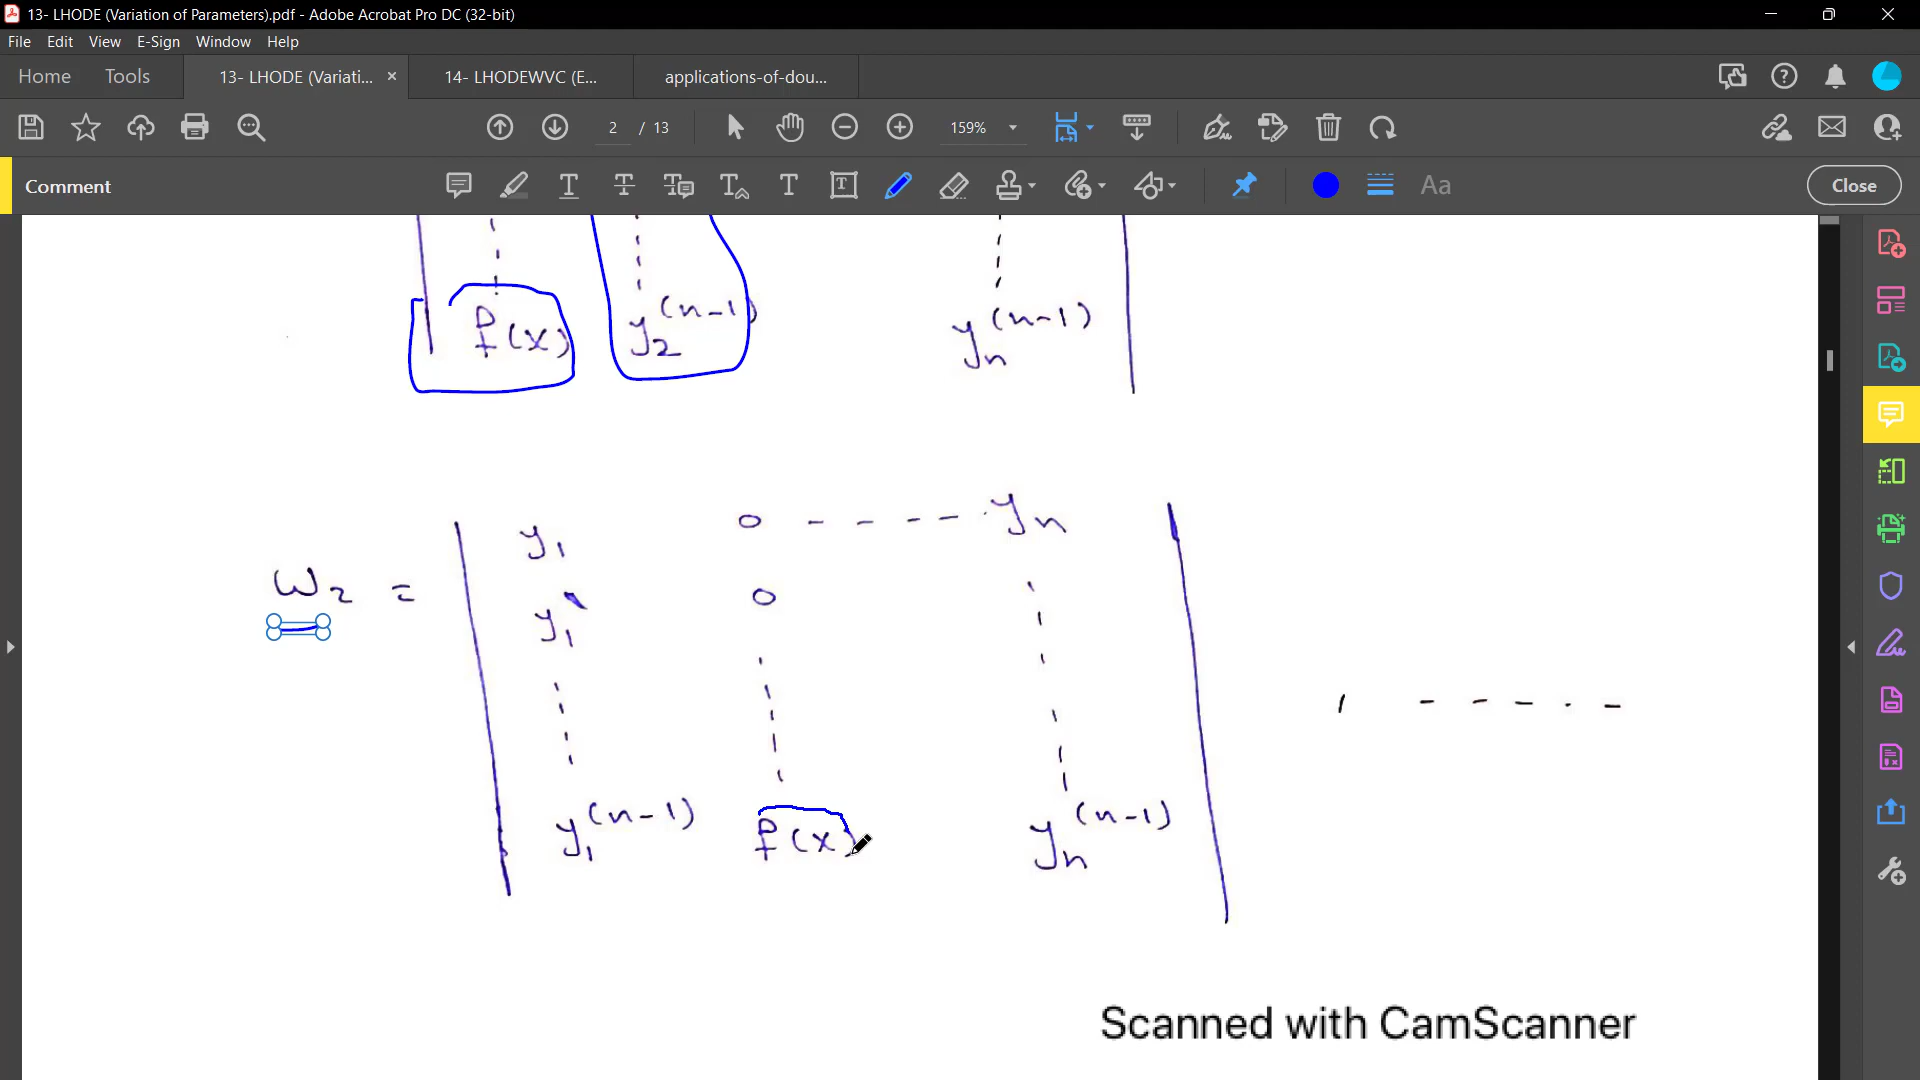 13- LHODE (Variation of Parameters).pdf - Adobe Acrobat Pro DC (32-bit)
File Edit View E-Sign Window Help
Home Tools 13- LHODE (Variati... × 14- LHODEWVC (E... applications-of-dou...
2 / 13 159%
Comment Aa Close
f(x) y₂⁽ⁿ⁻¹⁾ yₙ⁽ⁿ⁻¹⁾
y₁ 0 - - - - yₙ
W₂ =
y₁' 0
, - - - . -
y₁⁽ⁿ⁻¹⁾ f(x) yₙ⁽ⁿ⁻¹⁾
Scanned with CamScanner